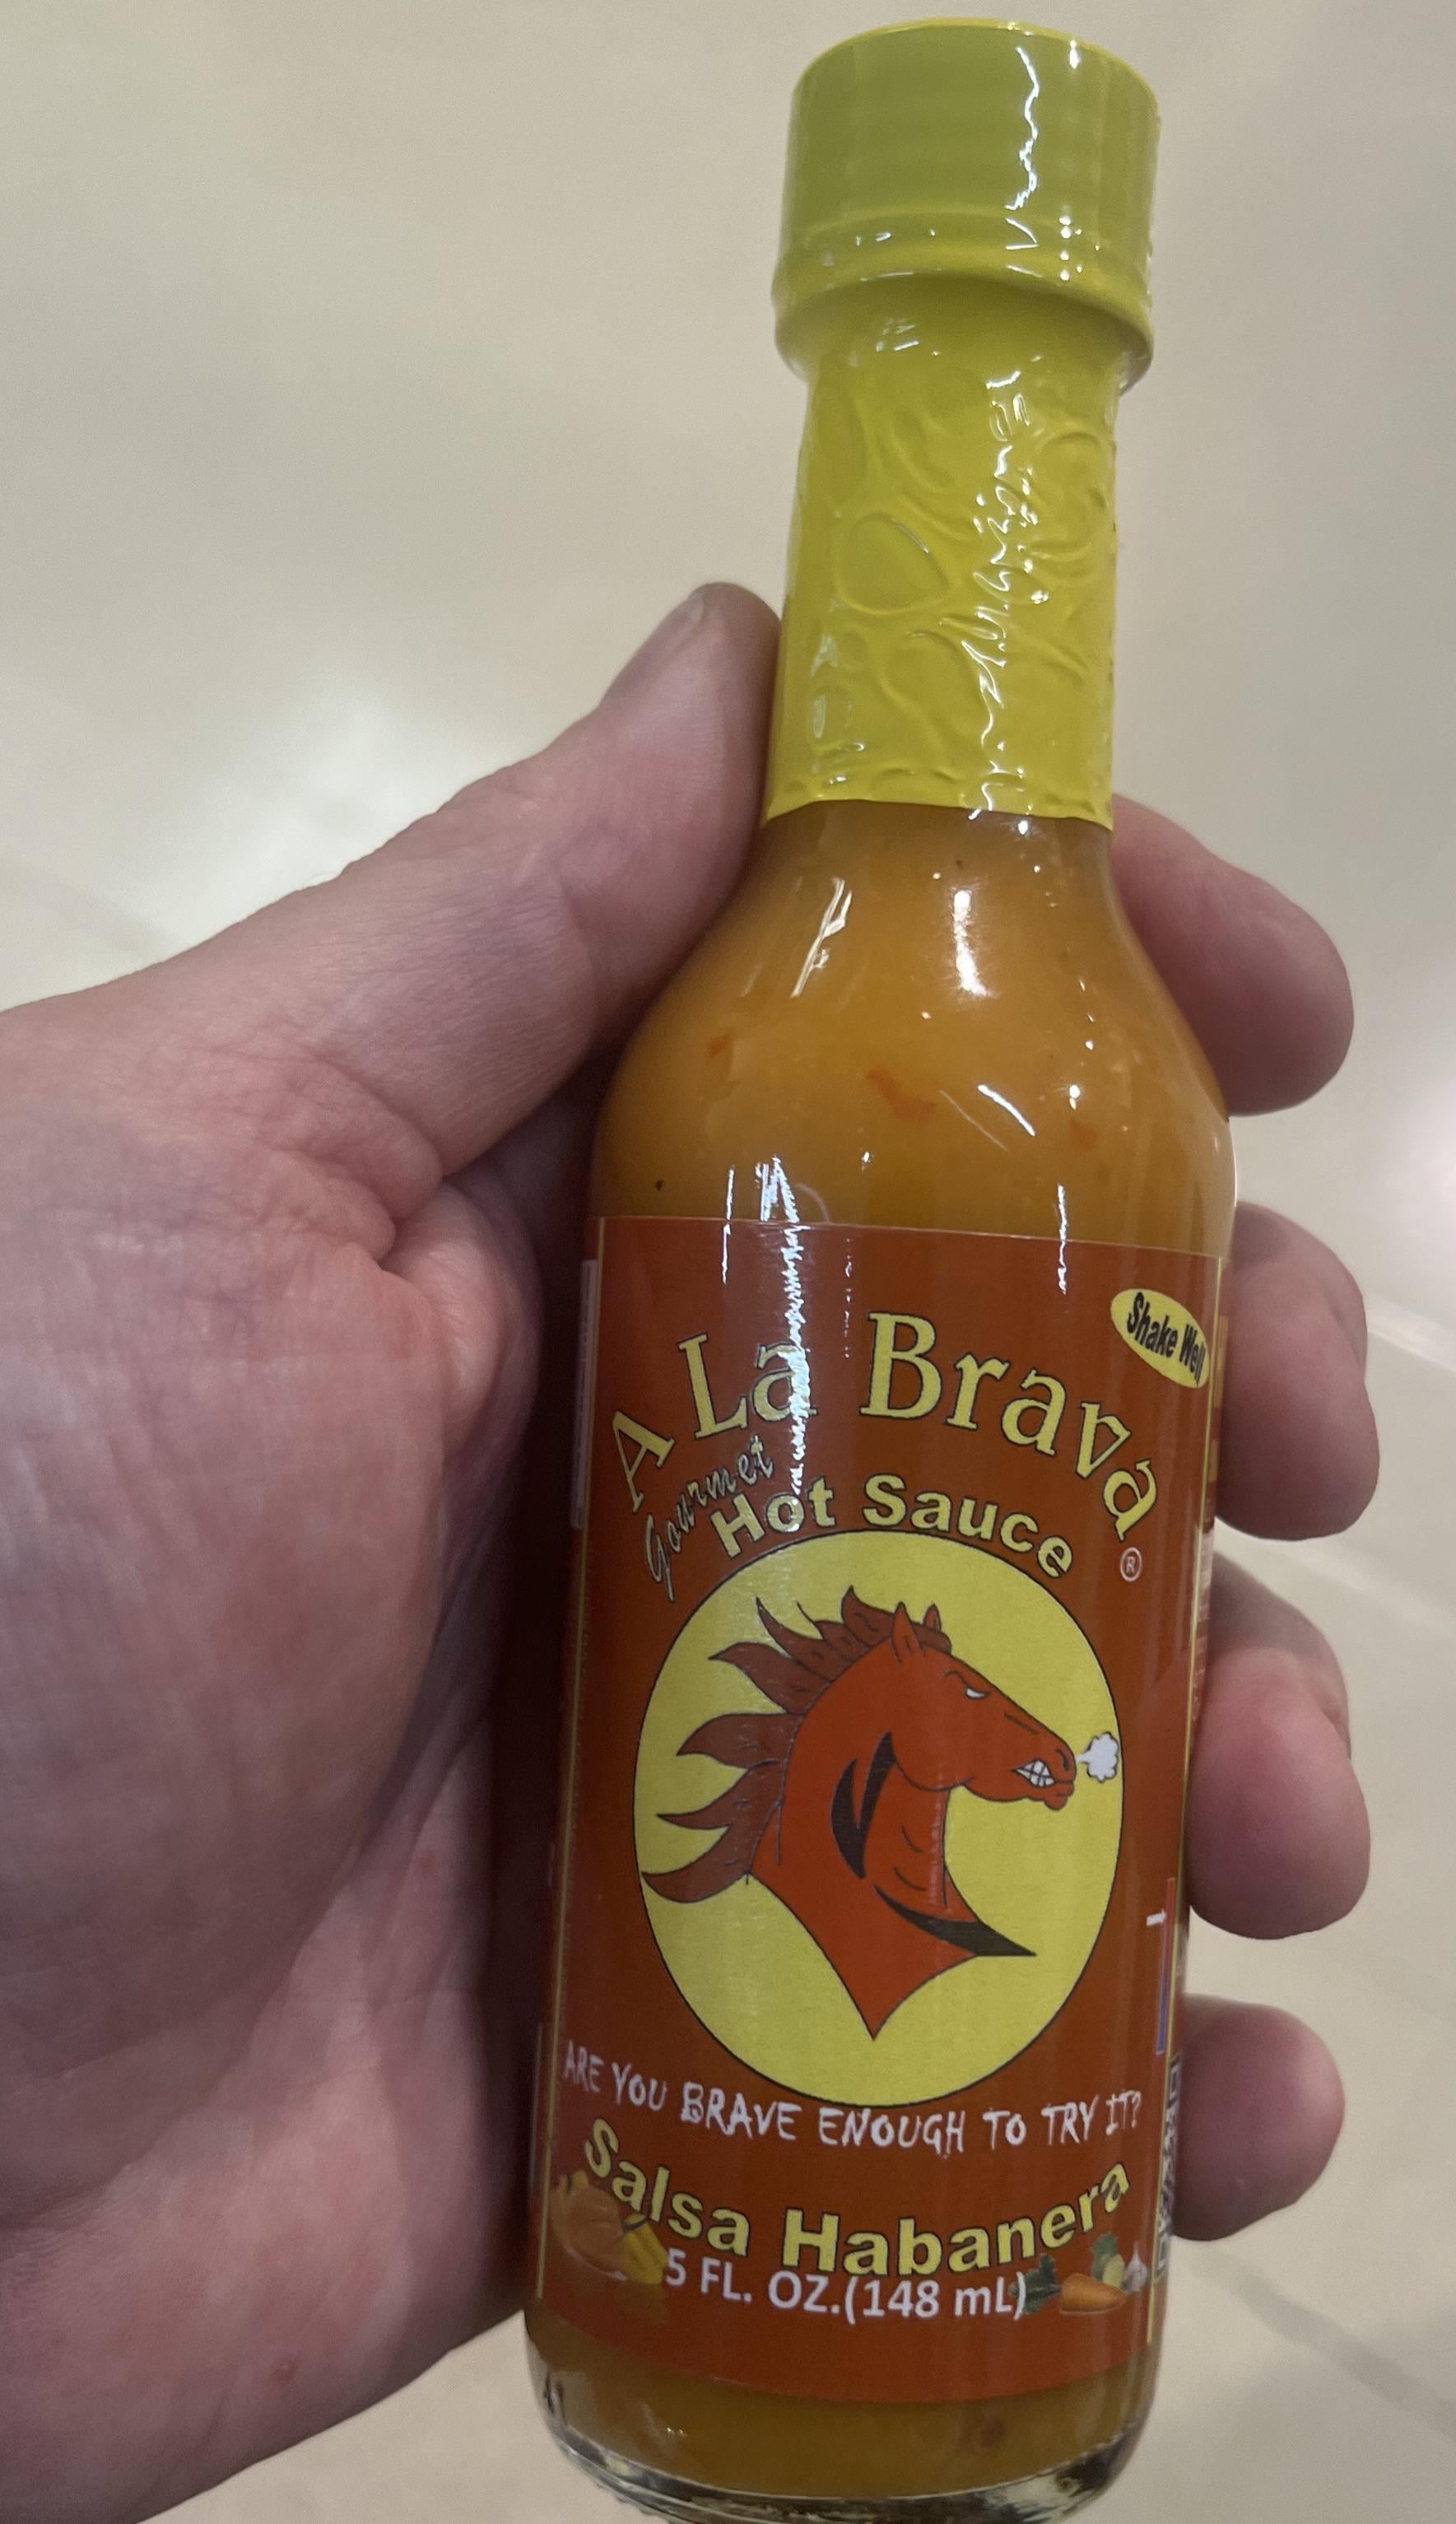 Shake Well
A La Brava
Gourmet
Hot Sauce
®
ARE YOU BRAVE ENOUGH TO TRY IT?
Salsa Habanera
5 FL. OZ.(148 mL)